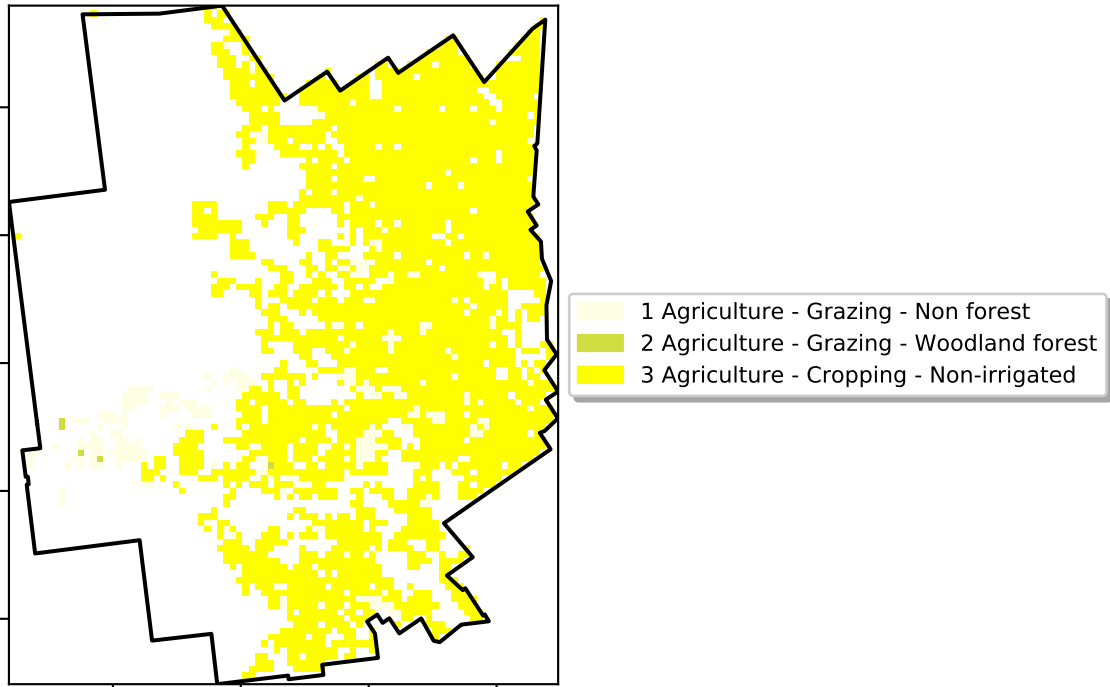 1 Agriculture - Grazing - Non forest
2 Agriculture - Grazing - Woodland forest
3 Agriculture - Cropping - Non-irrigated